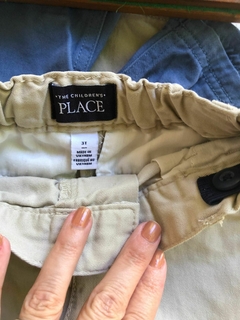 THE CHILDREN'S
PLACE
3T
MADE IN
VIETNAM